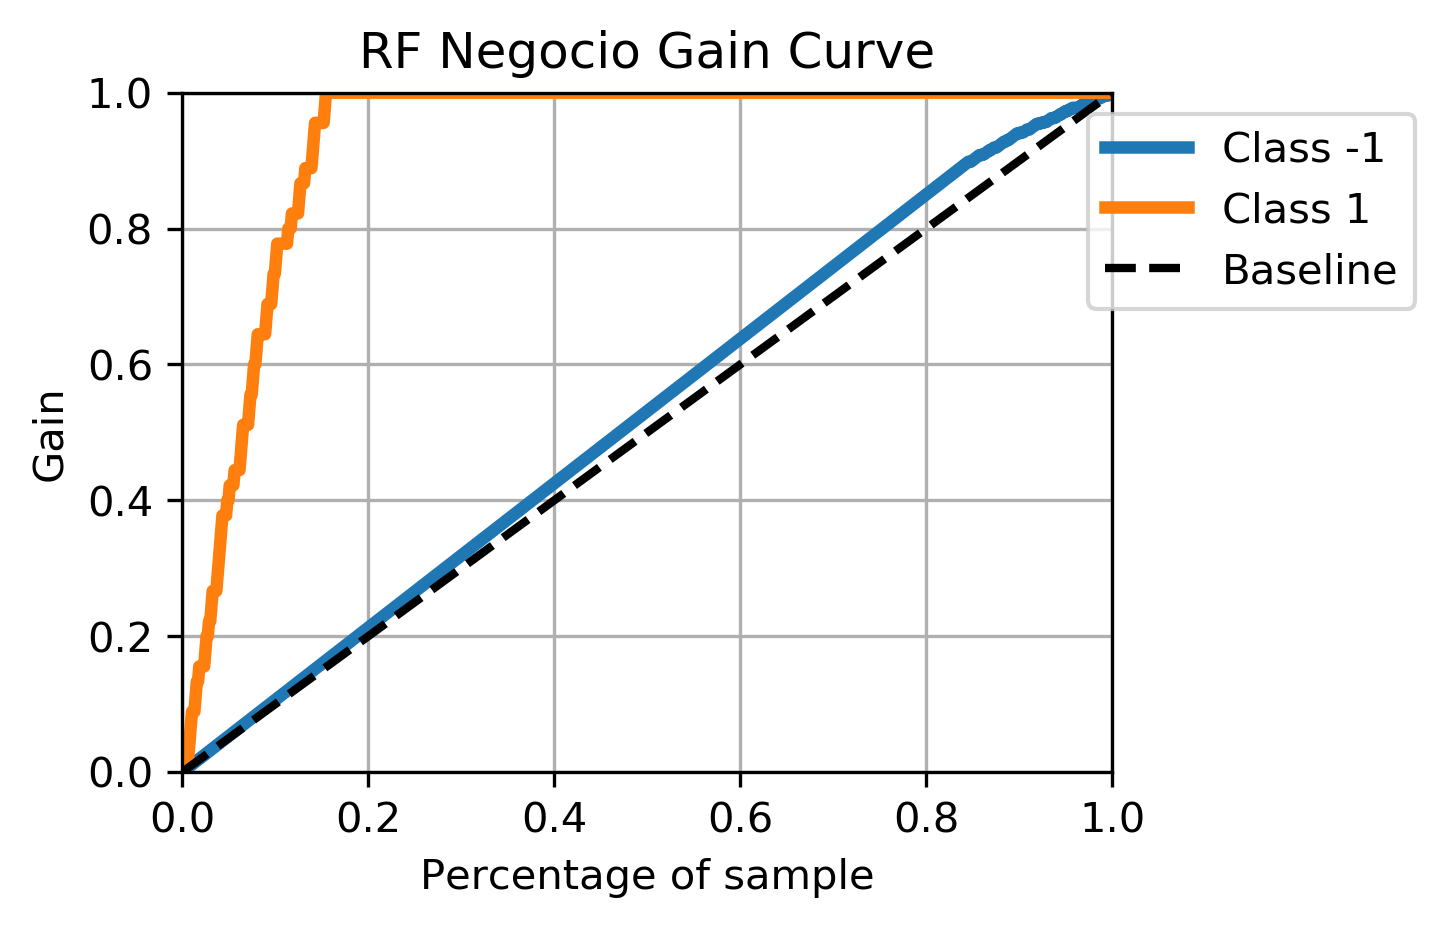 RF Negocio Gain Curve
1.0
0.8
0.6
0.4
0.2
0.0
Gain
0.0 0.2 0.4 0.6 0.8 1.0
Percentage of sample
Class -1
Class 1
Baseline